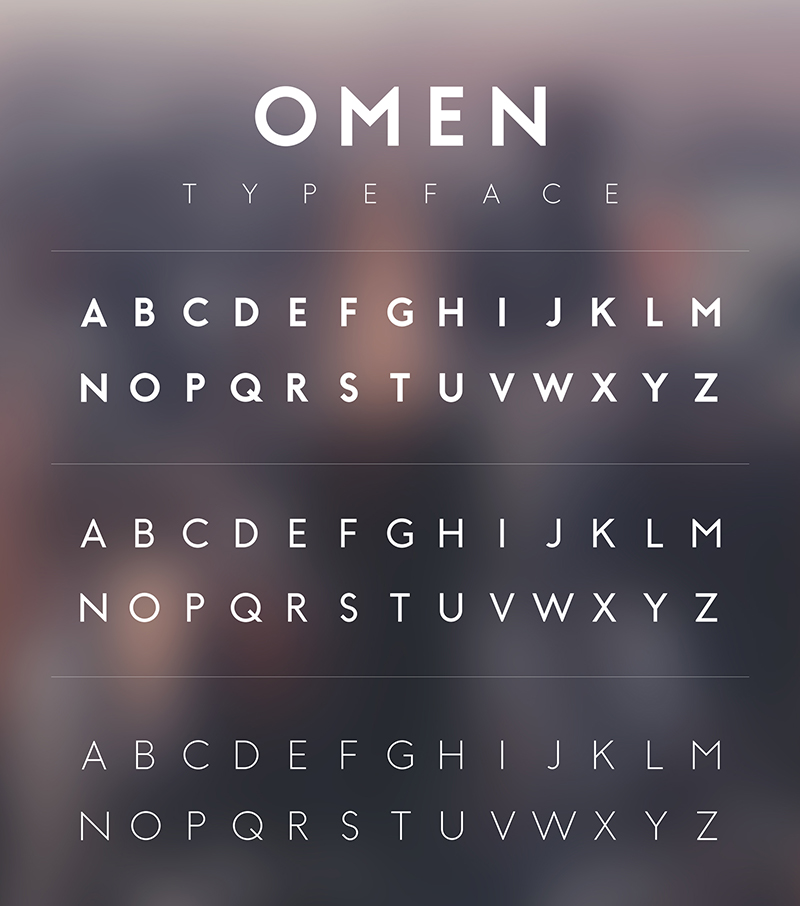 OMEN
TYPEFACE
A B C D E F G H I J K L M
N O P Q R S T U V W X Y Z
A B C D E F G H I J K L M
N O P Q R S T U V W X Y Z
A B C D E F G H I J K L M
N O P Q R S T U V W X Y Z